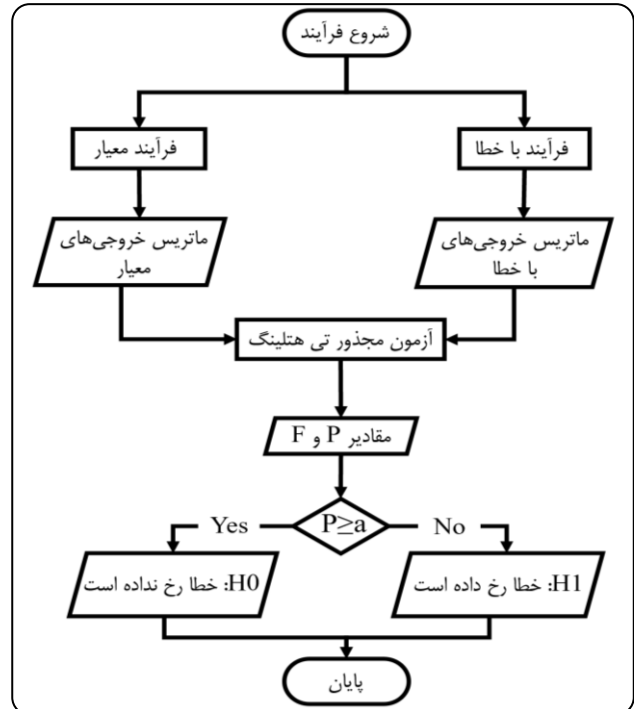 شروع فرآیند
فرآیند با خطا
فرآیند معیار
ماتریس خروجی‌های
با خطا
ماتریس خروجی‌های
معیار
آزمون مجذور تی هتلینگ
مقادیر P و F
P≥a
Yes
No
H1: خطا رخ داده است
H0: خطا رخ نداده است
پایان